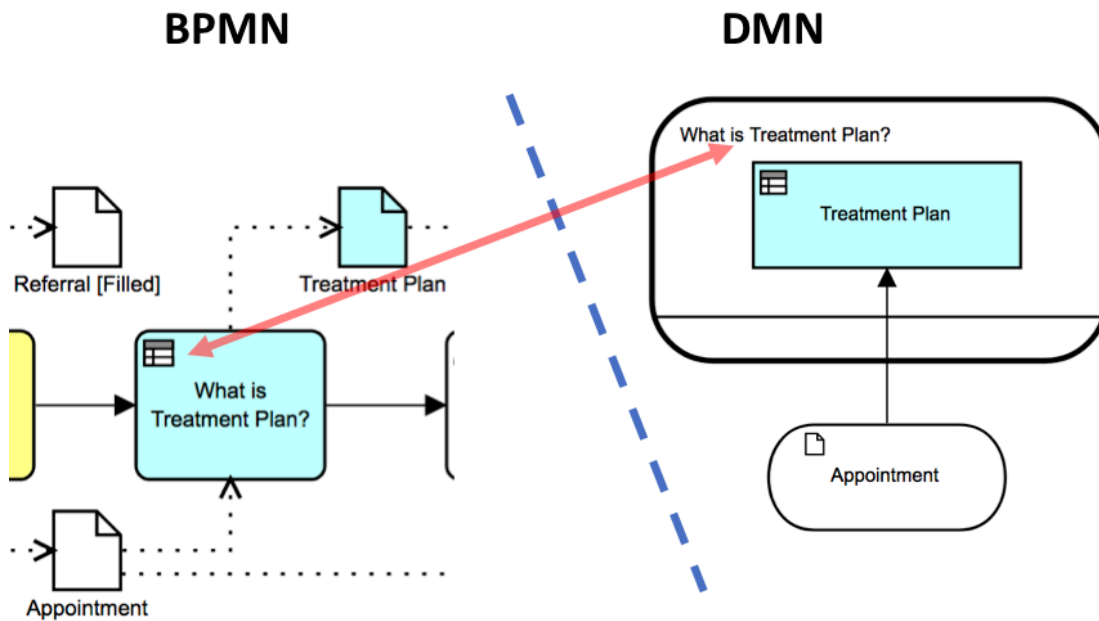 BPMN
DMN
What is Treatment Plan?
Treatment Plan
Referral [Filled]
Treatment Plan
What is
Treatment Plan?
Appointment
Appointment